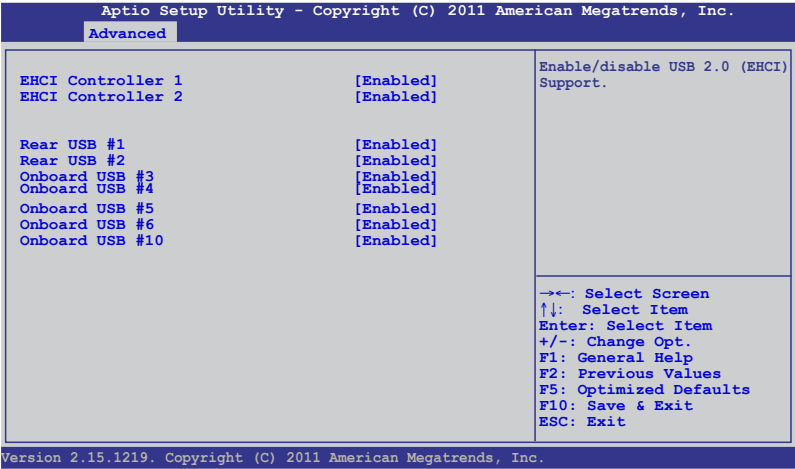 Aptio Setup Utility - Copyright (C) 2011 American Megatrends, Inc.
Advanced
EHCI Controller 1 [Enabled]
EHCI Controller 2 [Enabled]
Rear USB #1 [Enabled]
Rear USB #2 [Enabled]
Onboard USB #3 [Enabled]
Onboard USB #4 [Enabled]
Onboard USB #5 [Enabled]
Onboard USB #6 [Enabled]
Onboard USB #10 [Enabled]
Enable/disable USB 2.0 (EHCI)
Support.
→←: Select Screen
↑↓: Select Item
Enter: Select Item
+/-: Change Opt.
F1: General Help
F2: Previous Values
F5: Optimized Defaults
F10: Save & Exit
ESC: Exit
Version 2.15.1219. Copyright (C) 2011 American Megatrends, Inc.